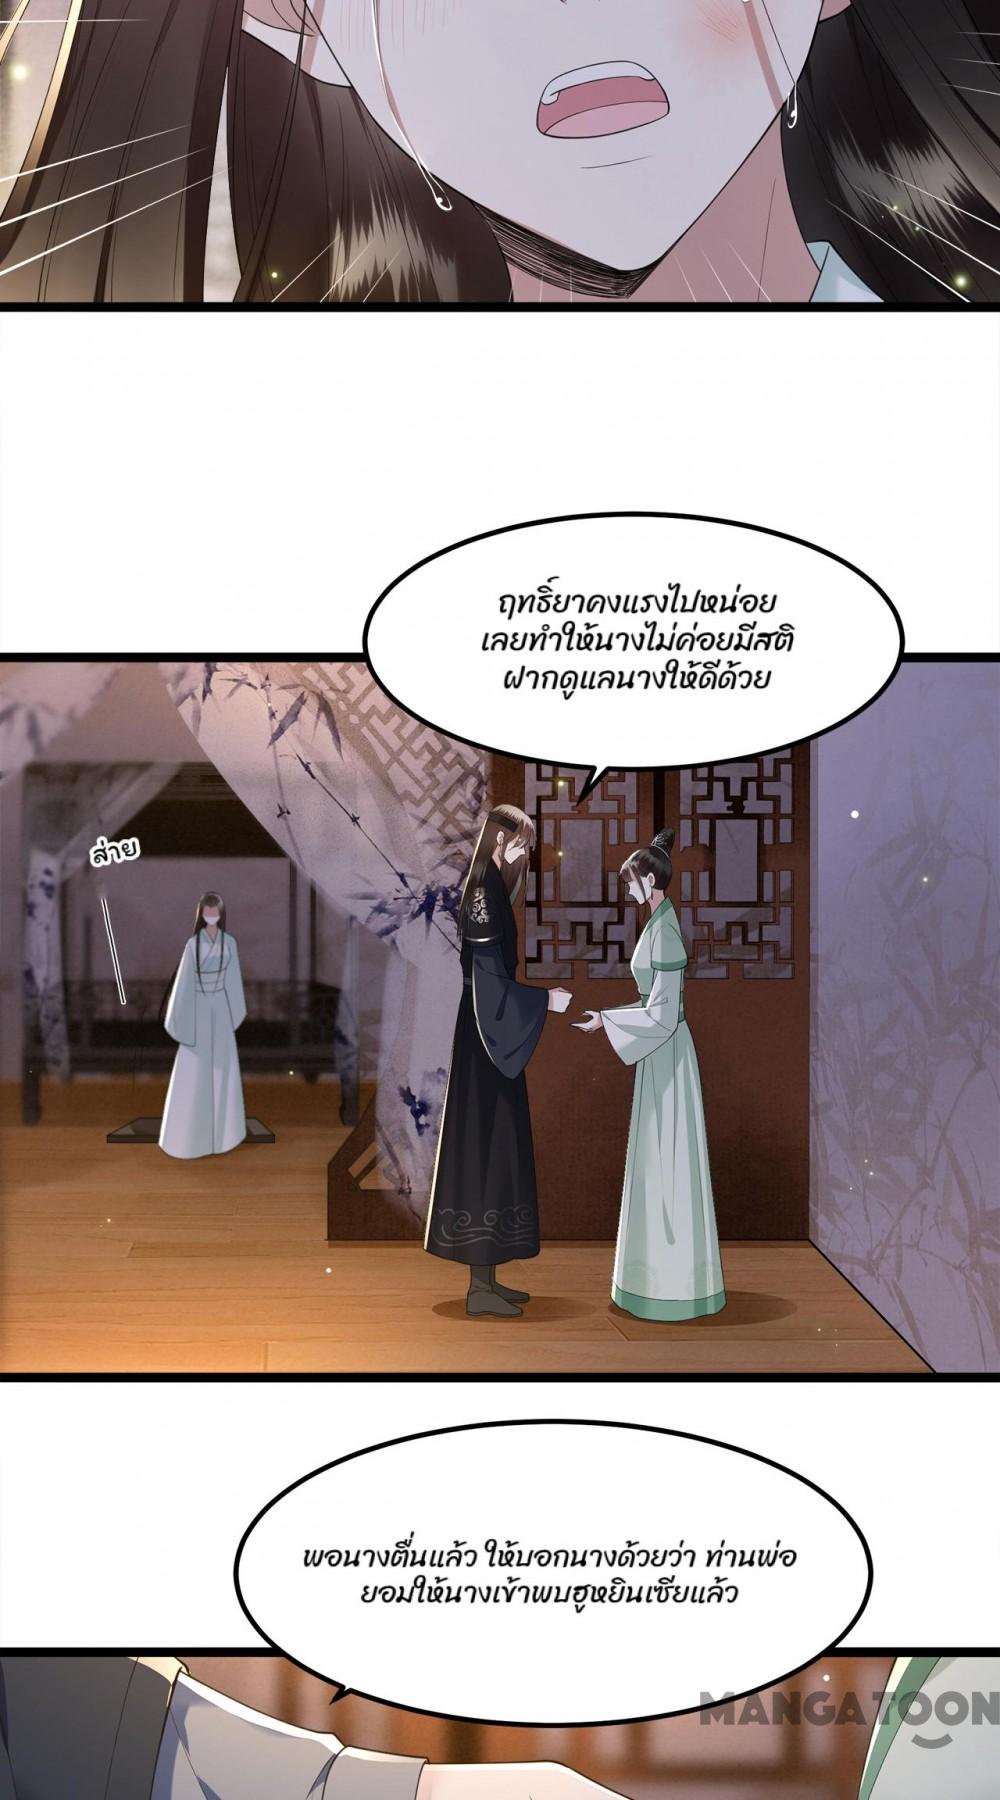 ฤทธิ์ยาคงแรงไปหน่อย
เลยทำให้นางไม่ค่อยมีสติ
ฝากดูแลนางให้ดีด้วย
ส่าย
พอนางตื่นแล้ว ให้บอกนางด้วยว่า ท่านพ่อ
ยอมให้นางเข้าพบฮูหยินเซียแล้ว
MANGATOON